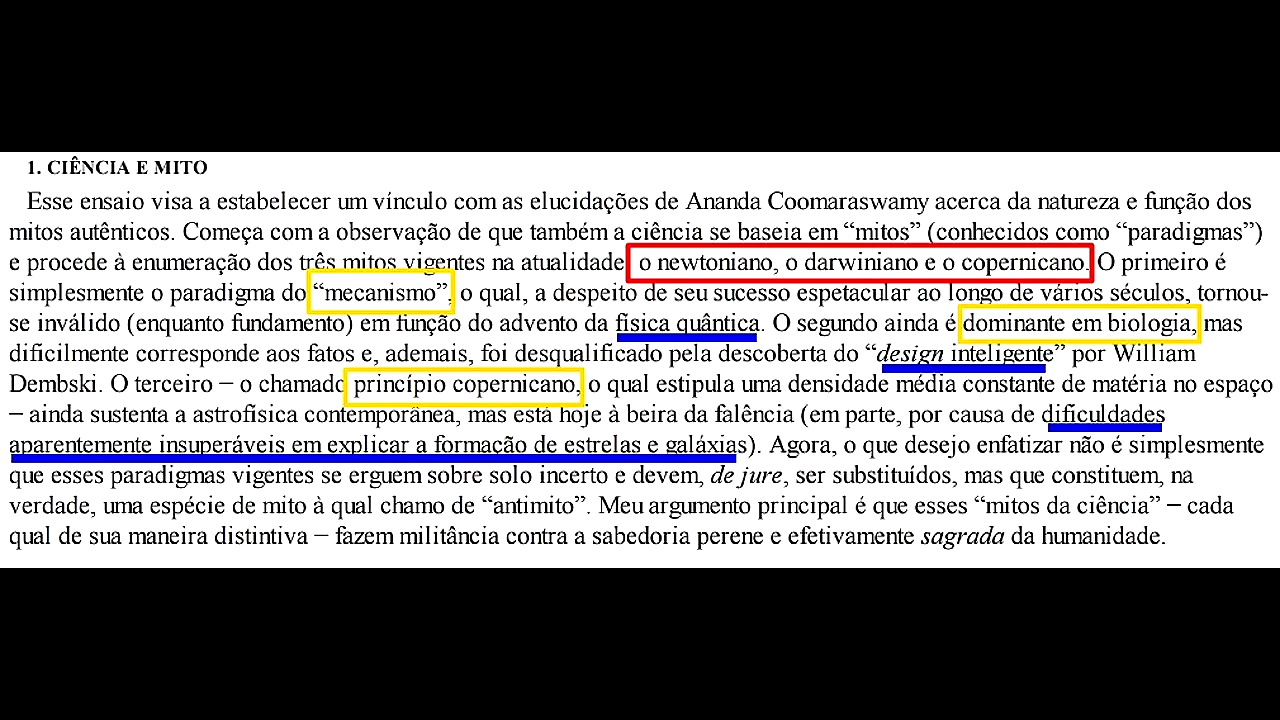 1. CIÊNCIA E MITO
Esse ensaio visa a estabelecer um vínculo com as elucidações de Ananda Coomaraswamy acerca da natureza e função dos
mitos autênticos. Começa com a observação de que também a ciência se baseia em “mitos” (conhecidos como “paradigmas”)
e procede à enumeração dos três mitos vigentes na atualidade o newtoniano, o darwiniano e o copernicano. O primeiro é
simplesmente o paradigma do “mecanismo”, o qual, a despeito de seu sucesso espetacular ao longo de vários séculos, tornou-
se inválido (enquanto fundamento) em função do advento da física quântica. O segundo ainda é dominante em biologia, mas
dificilmente corresponde aos fatos e, ademais, foi desqualificado pela descoberta do “design inteligente” por William
Dembski. O terceiro – o chamado princípio copernicano, o qual estipula uma densidade média constante de matéria no espaço
– ainda sustenta a astrofísica contemporânea, mas está hoje à beira da falência (em parte, por causa de dificuldades
aparentemente insuperáveis em explicar a formação de estrelas e galáxias). Agora, o que desejo enfatizar não é simplesmente
que esses paradigmas vigentes se erguem sobre solo incerto e devem, de jure, ser substituídos, mas que constituem, na
verdade, uma espécie de mito à qual chamo de “antimito”. Meu argumento principal é que esses “mitos da ciência” – cada
qual de sua maneira distintiva – fazem militância contra a sabedoria perene e efetivamente sagrada da humanidade.